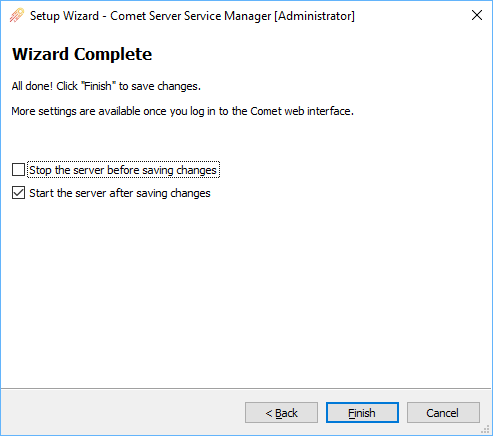 Setup Wizard - Comet Server Service Manager [Administrator]
Wizard Complete
All done! Click "Finish" to save changes.
More settings are available once you log in to the Comet web interface.
Stop the server before saving changes
Start the server after saving changes
< Back
Finish
Cancel